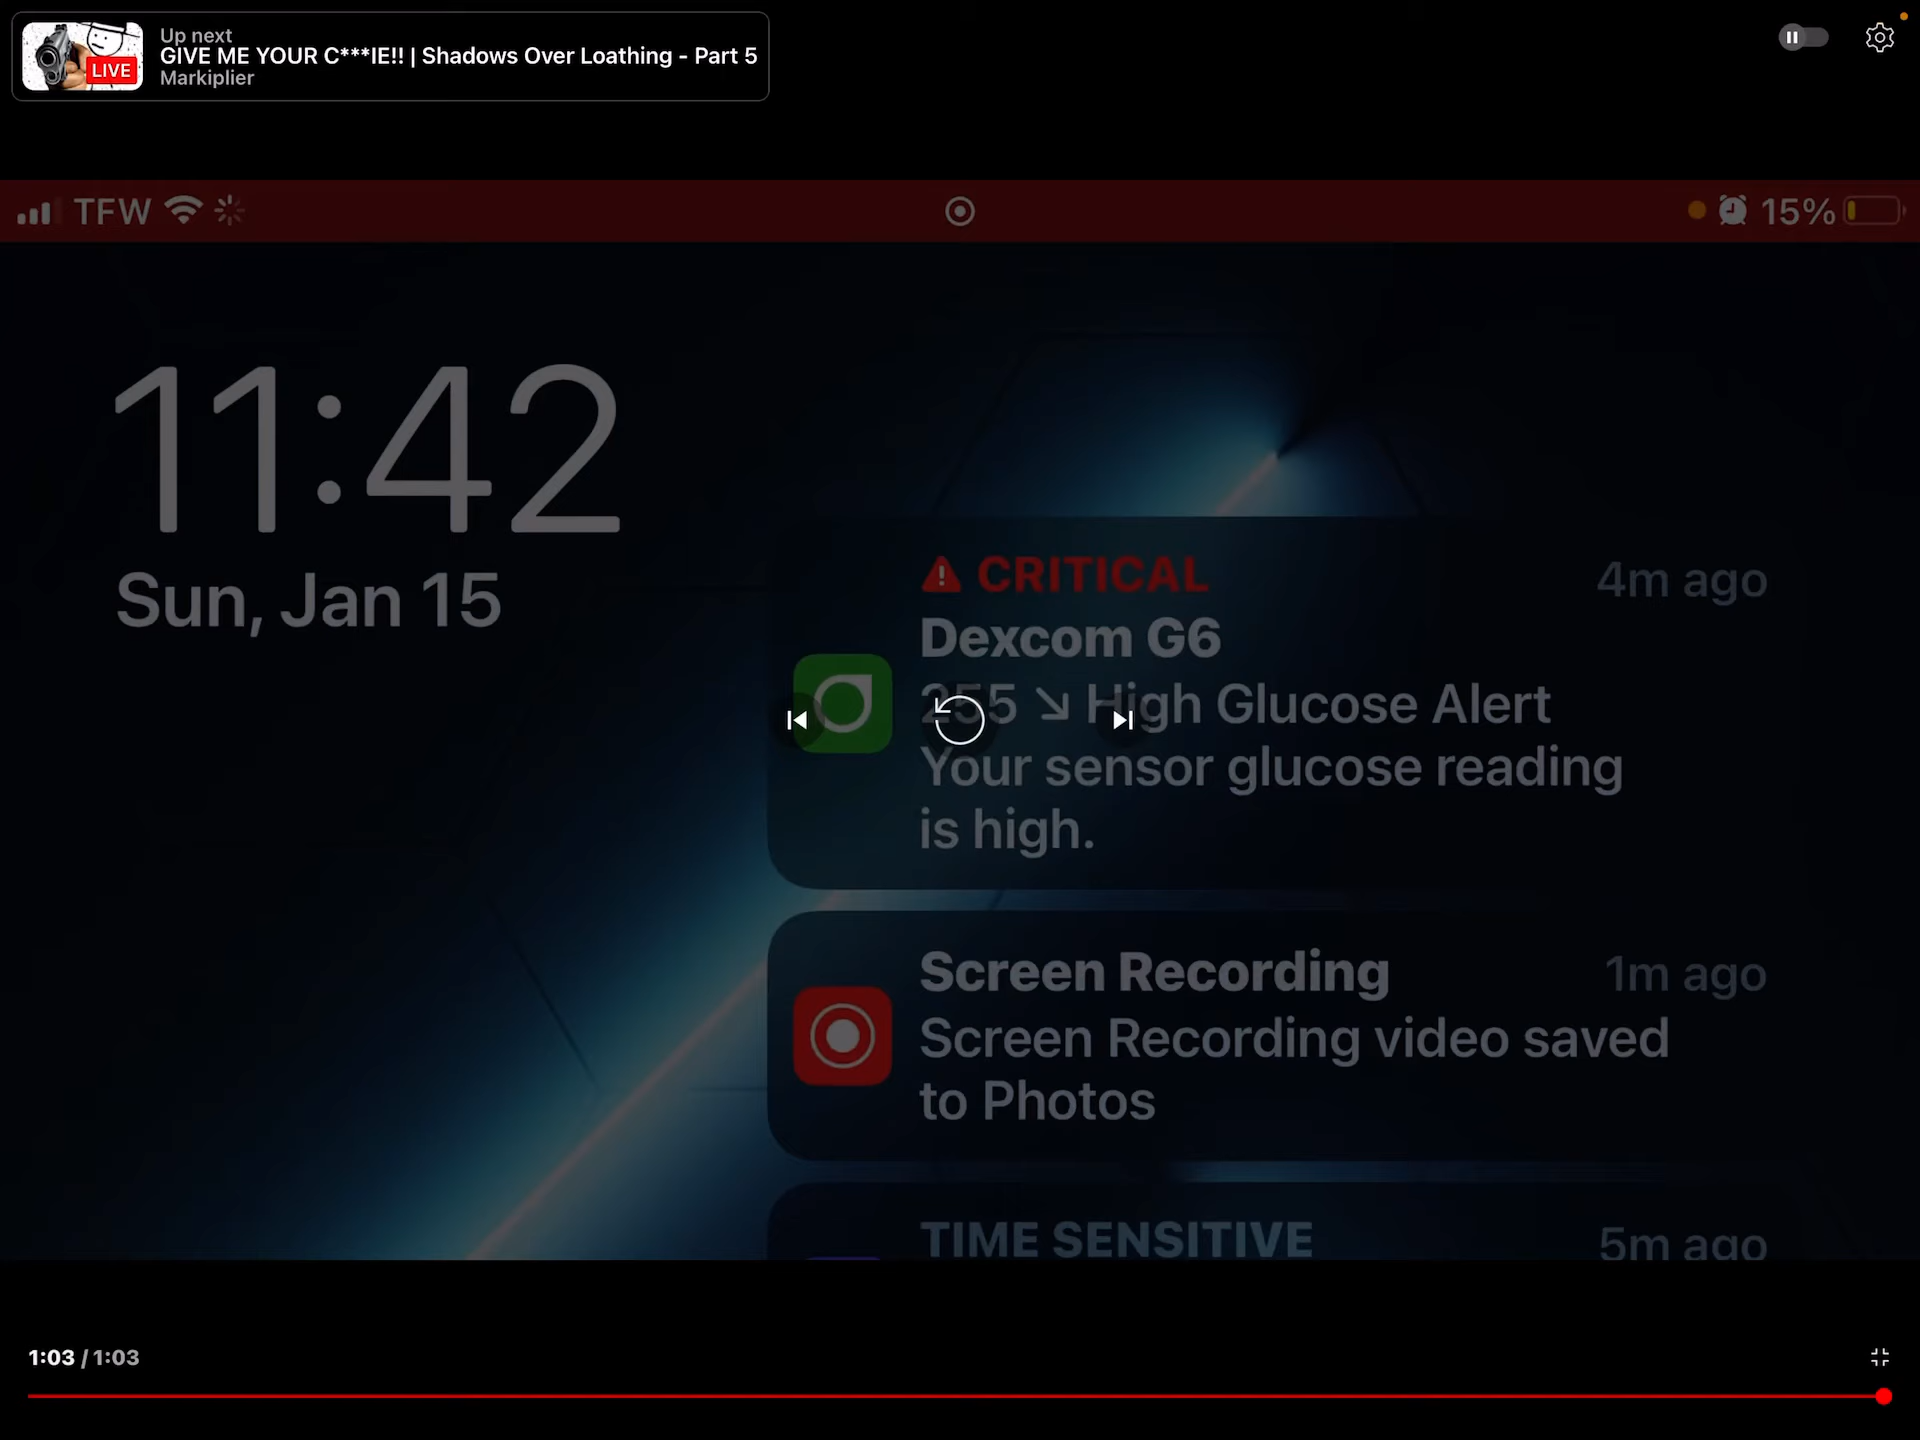 Up next
GIVE ME YOUR C***IE!! | Shadows Over Loathing - Part 5
LIVE
Markiplier
TFW
15%
11:42
Sun, Jan 15
CRITICAL
4m ago
Dexcom G6
255 ↘ High Glucose Alert
Your sensor glucose reading
is high.
Screen Recording
1m ago
Screen Recording video saved
to Photos
TIME SENSITIVE
5m ago
1:03 / 1:03